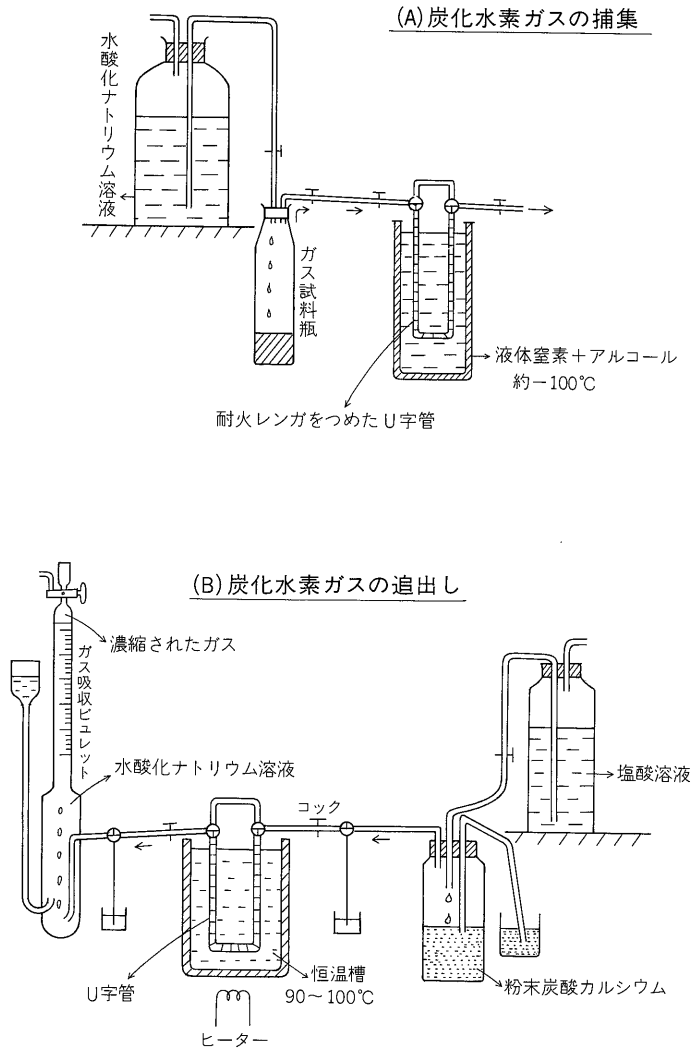 (A)炭化水素ガスの捕集
水酸化ナトリウム溶液
ガス試料瓶
液体窒素+アルコール
約-100℃
耐火レンガをつめたU字管
(B)炭化水素ガスの追出し
濃縮されたガス
ガス吸収ビュレット
水酸化ナトリウム溶液
コック
塩酸溶液
恒温槽
90~100℃
U字管
粉末炭酸カルシウム
ヒーター